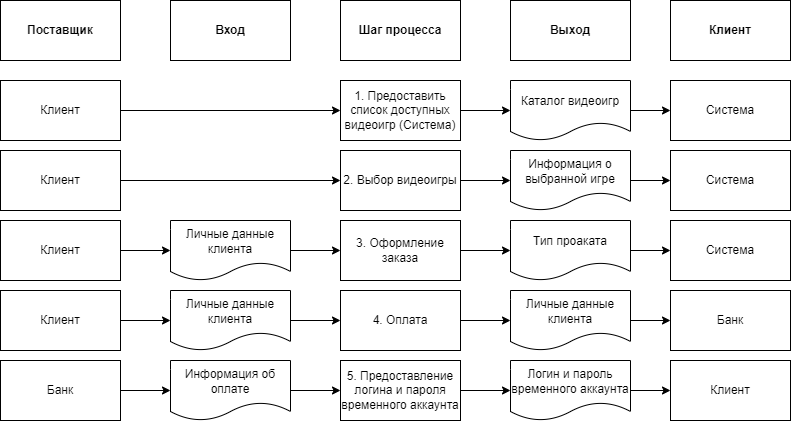 Поставщик
Вход
Шаг процесса
Выход
Клиент
Клиент
1. Предоставить
список доступных
видеоигр (Система)
Каталог видеоигр
Система
Клиент
2. Выбор видеоигры
Информация о
выбранной игре
Система
Клиент
Личные данные
клиента
3. Оформление
заказа
Тип проаката
Система
Клиент
Личные данные
клиента
4. Оплата
Личные данные
клиента
Банк
Банк
Информация об
оплате
5. Предоставление
логина и пароля
временного аккаунта
Логин и пароль
временного аккаунта
Клиент